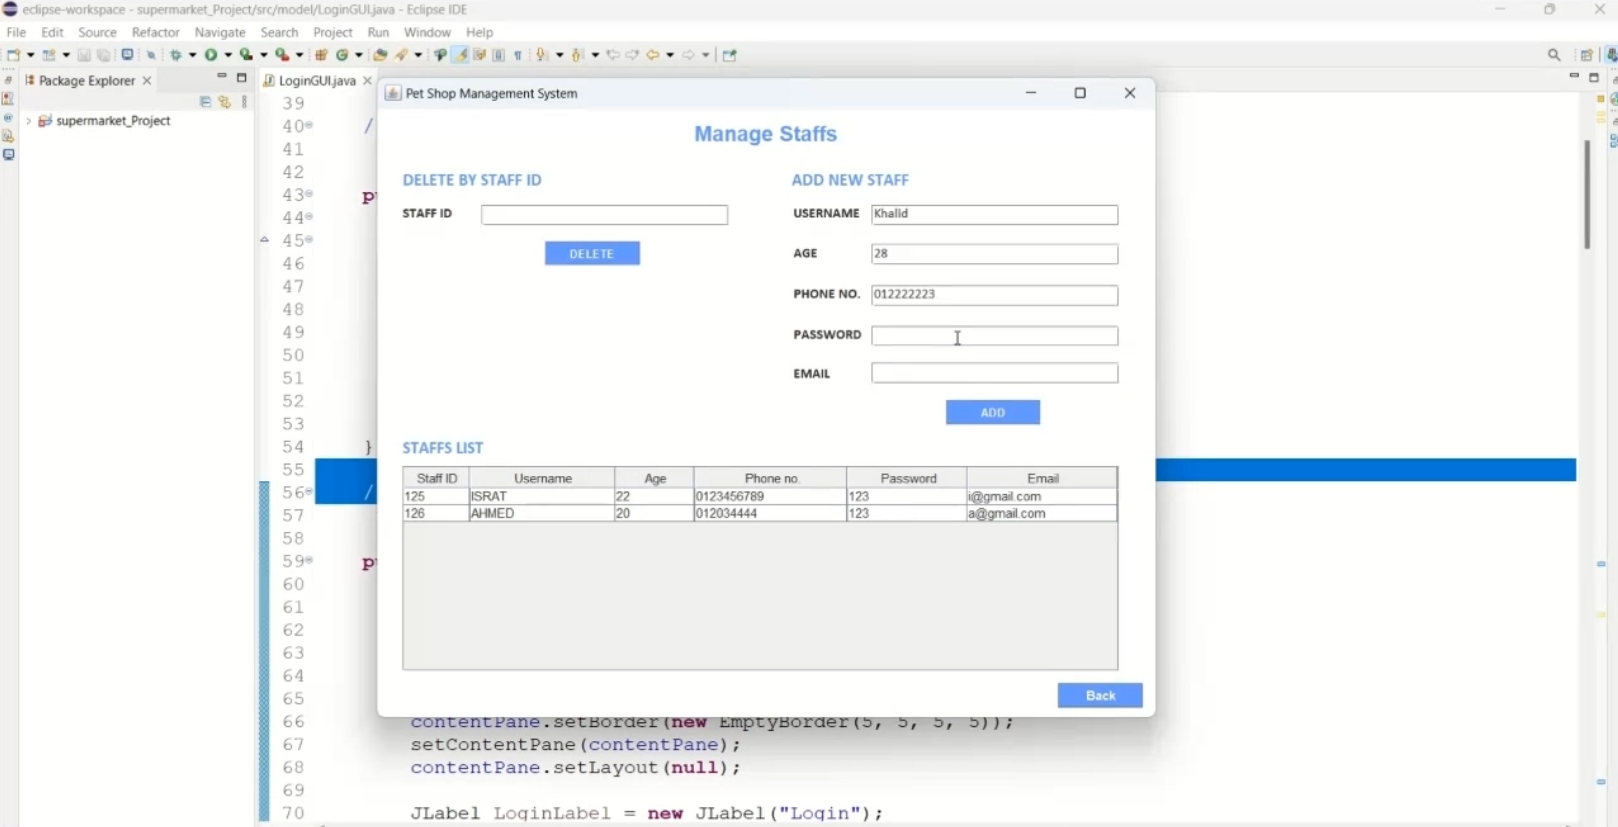 eclipse-workspace - supermarket_Project/src/model/LoginGUI.java - Eclipse IDE
File Edit Source Refactor Navigate Search Project Run Window Help
Package Explorer
LoginGUI.java
supermarket_Project
Pet Shop Management System
Manage Staffs
DELETE BY STAFF ID
STAFF ID
DELETE
ADD NEW STAFF
USERNAME Khalid
AGE 28
PHONE NO. 012222223
PASSWORD
EMAIL
ADD
STAFFS LIST
Staff ID Username Age Phone no. Password Email
125 ISRAT 22 0123456789 123 i@gmail.com
126 AHMED 20 012034444 123 a@gmail.com
Back
39
40 /
41
42
43 p
44
45
46
47
48
49
50
51
52
53
54 }
55
56 /
57
58
59 p
60
61
62
63
64
65
66 contentPane.setBorder(new EmptyBorder(5, 5, 5, 5));
67 setContentPane(contentPane);
68 contentPane.setLayout(null);
69
70 JLabel LoginLabel = new JLabel("Login");